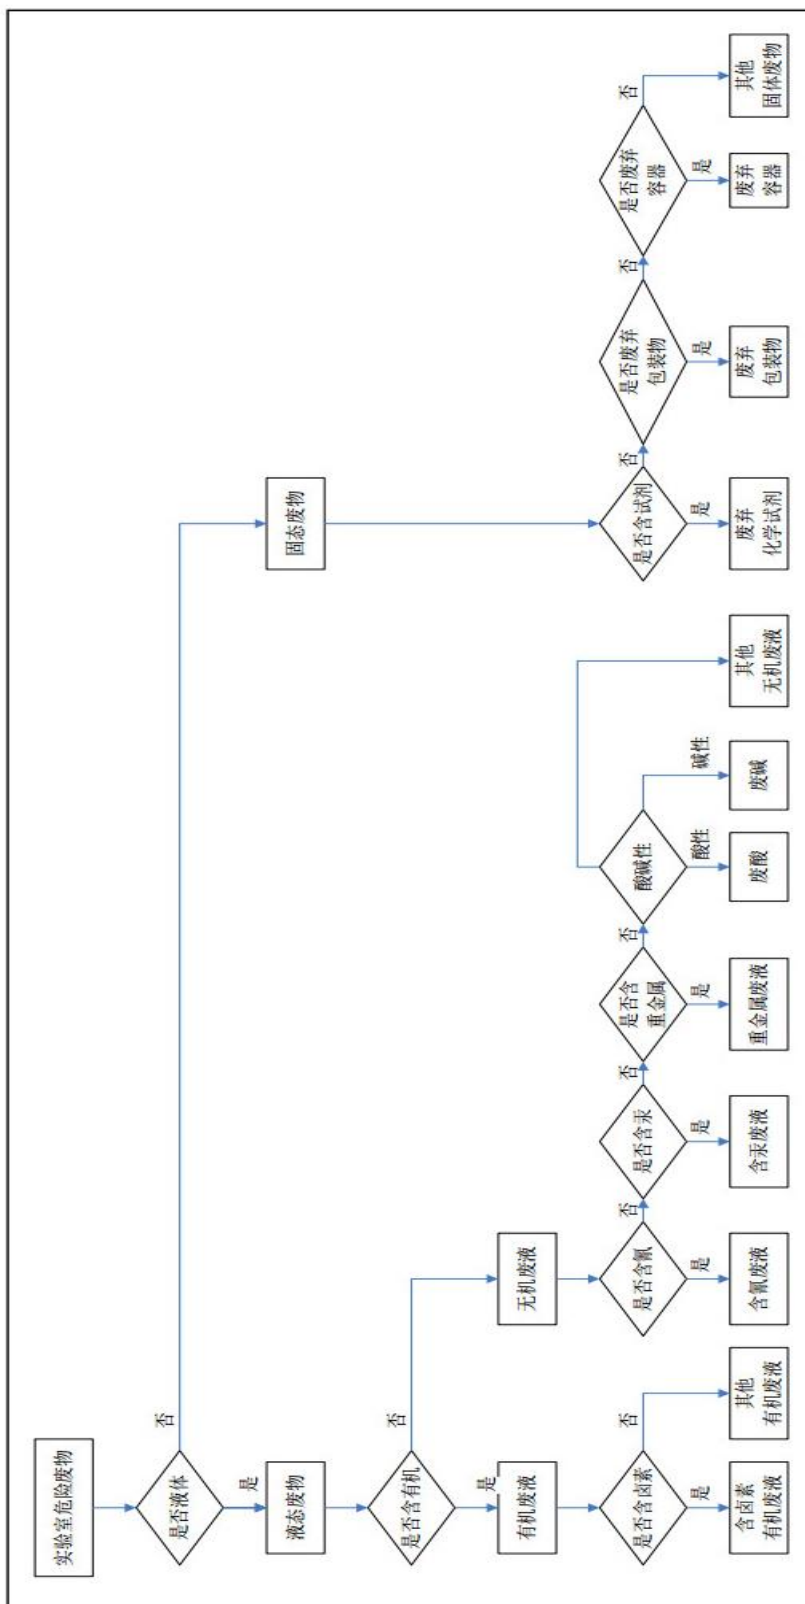 实验室危险废物
是否液体
否
是
液态废物
固态废物
是否含有机
否
是
有机废液
无机废液
是否含卤素
否
是
是否含氰
否
是
是否含汞
否
是
是否含
重金属
否
是
酸碱性
酸性
碱性
是否含试剂
否
是
是否废弃
包装物
否
是
是否废弃
容器
否
是
含卤素
有机废液
其他
有机废液
含氰废液
含汞废液
重金属废液
废酸
废碱
其他
无机废液
废弃
化学试剂
废弃
包装物
废弃
容器
其他
固体废物